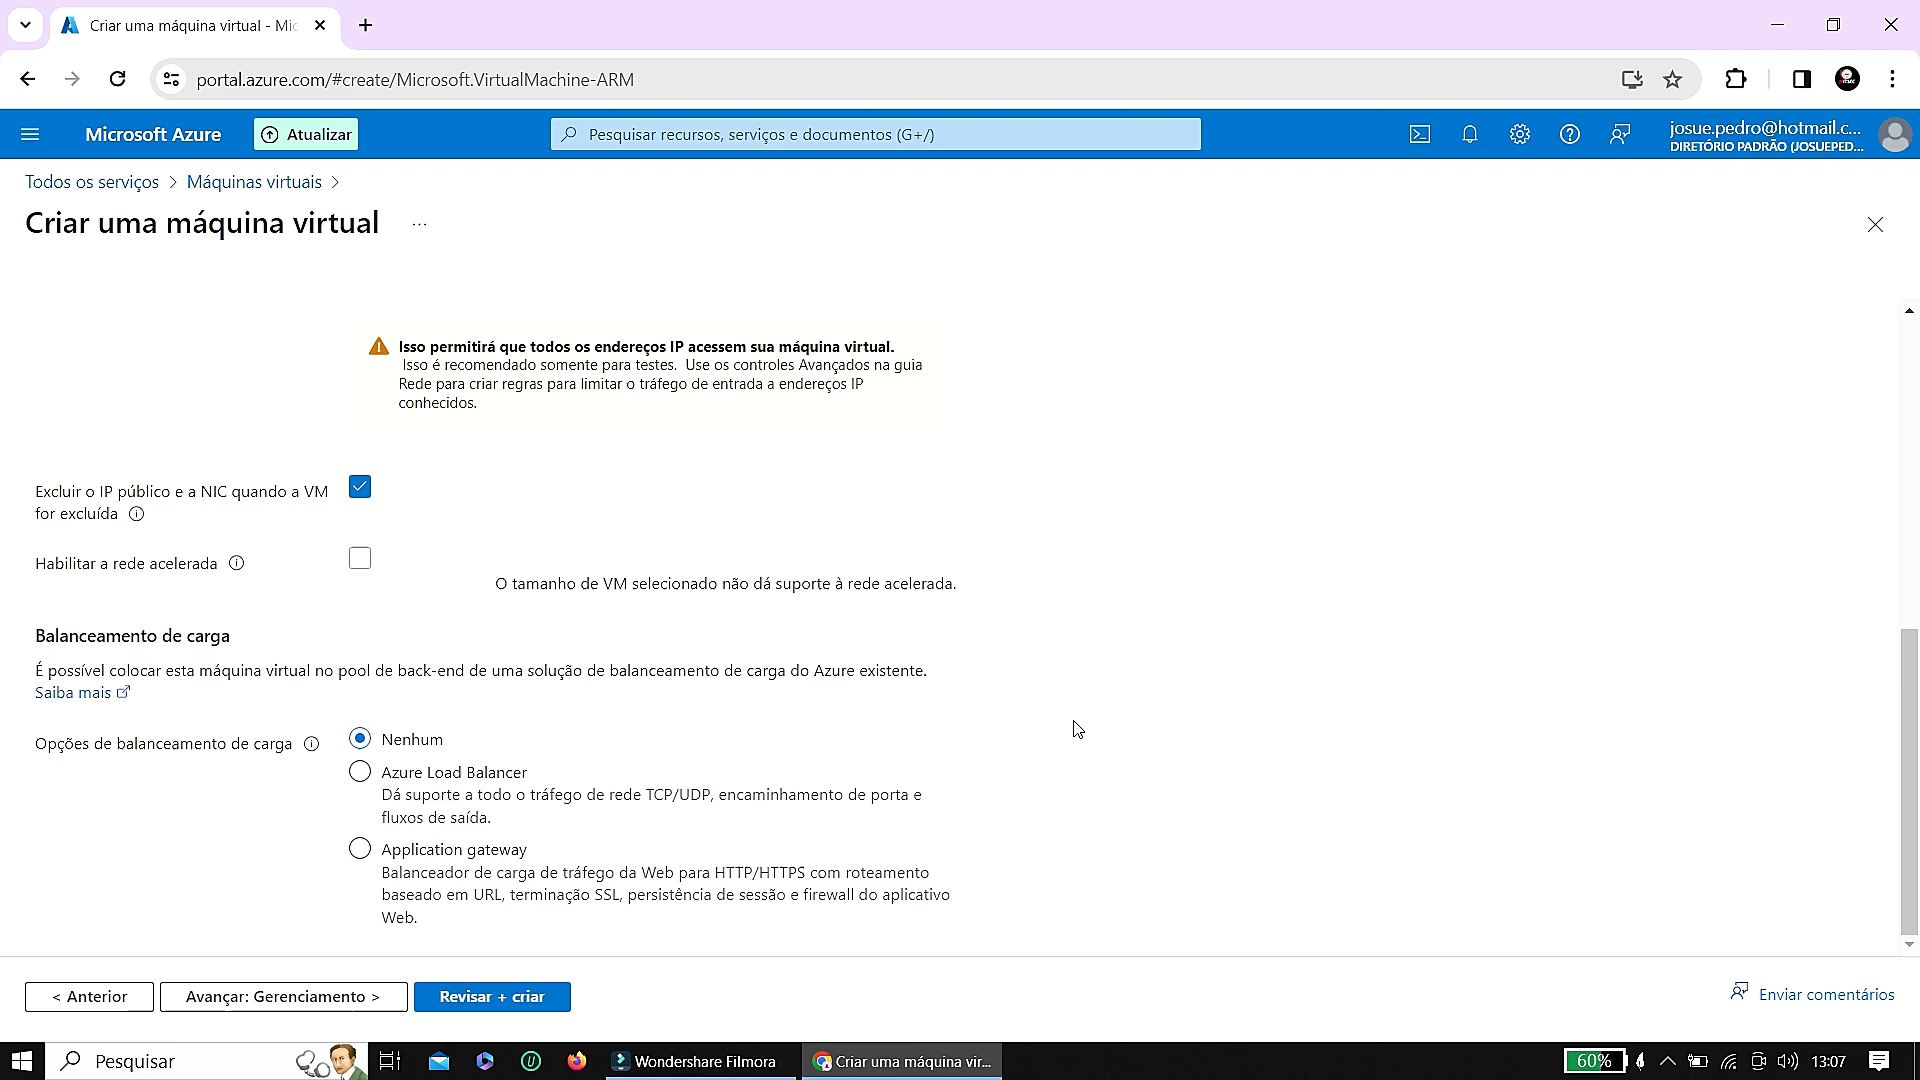 Criar uma máquina virtual - Mic
portal.azure.com/#create/Microsoft.VirtualMachine-ARM
Microsoft Azure
Atualizar
Pesquisar recursos, serviços e documentos (G+/)
josue.pedro@hotmail.c...
DIRETÓRIO PADRÃO (JOSUEPED...
Todos os serviços > Máquinas virtuais >
Criar uma máquina virtual ...
Isso permitirá que todos os endereços IP acessem sua máquina virtual.
Isso é recomendado somente para testes. Use os controles Avançados na guia
Rede para criar regras para limitar o tráfego de entrada a endereços IP
conhecidos.
Excluir o IP público e a NIC quando a VM
for excluída
Habilitar a rede acelerada
O tamanho de VM selecionado não dá suporte à rede acelerada.
Balanceamento de carga
É possível colocar esta máquina virtual no pool de back-end de uma solução de balanceamento de carga do Azure existente.
Saiba mais
Opções de balanceamento de carga
Nenhum
Azure Load Balancer
Dá suporte a todo o tráfego de rede TCP/UDP, encaminhamento de porta e
fluxos de saída.
Application gateway
Balanceador de carga de tráfego da Web para HTTP/HTTPS com roteamento
baseado em URL, terminação SSL, persistência de sessão e firewall do aplicativo
Web.
< Anterior
Avançar: Gerenciamento >
Revisar + criar
Enviar comentários
Pesquisar
Wondershare Filmora
Criar uma máquina vir...
60%
13:07